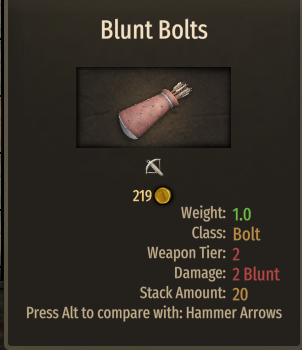 Blunt Bolts
219
Weight: 1.0
Class: Bolt
Weapon Tier: 2
Damage: 2 Blunt
Stack Amount: 20
Press Alt to compare with: Hammer Arrows